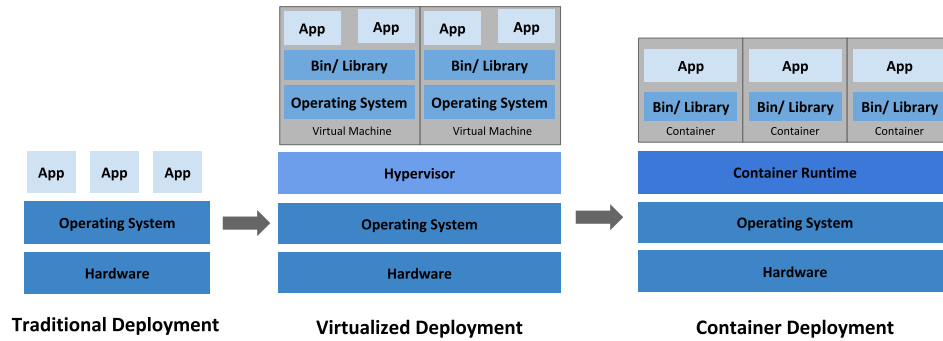 App
App
App
Operating System
Hardware
Traditional Deployment
App
App
App
App
Bin/ Library
Bin/ Library
Operating System
Operating System
Virtual Machine
Virtual Machine
Hypervisor
Operating System
Hardware
Virtualized Deployment
App
App
App
Bin/ Library
Bin/ Library
Bin/ Library
Container
Container
Container
Container Runtime
Operating System
Hardware
Container Deployment